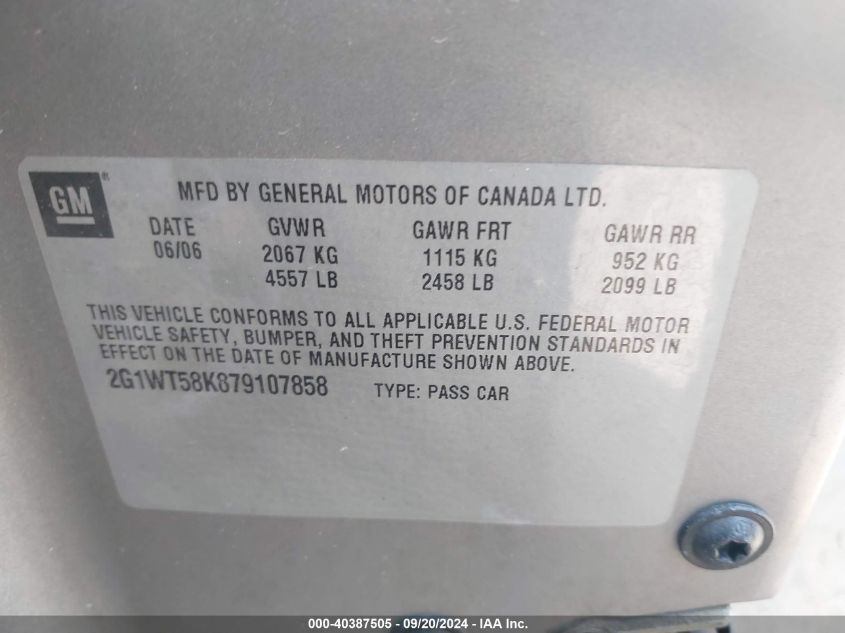 GM®
MFD BY GENERAL MOTORS OF CANADA LTD.
DATE GVWR GAWR FRT GAWR RR
06/06 2067 KG 1115 KG 952 KG
4557 LB 2458 LB 2099 LB
THIS VEHICLE CONFORMS TO ALL APPLICABLE U.S. FEDERAL MOTOR
VEHICLE SAFETY, BUMPER, AND THEFT PREVENTION STANDARDS IN
EFFECT ON THE DATE OF MANUFACTURE SHOWN ABOVE.
2G1WT58K879107858 TYPE: PASS CAR
000-40387505 - 09/20/2024 - IAA Inc.